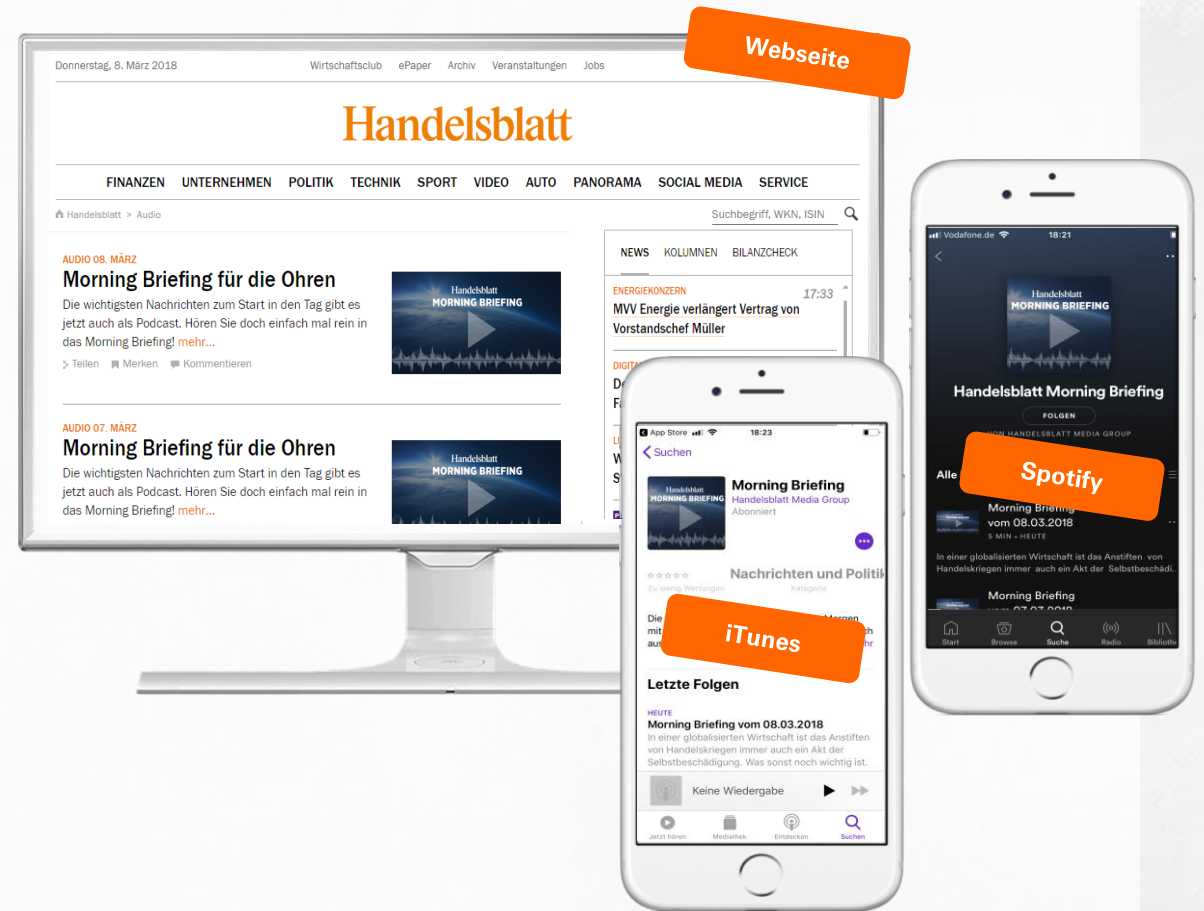 Webseite
Donnerstag, 8. März 2018
Wirtschaftsclub ePaper Archiv Veranstaltungen Jobs
Handelsblatt
FINANZEN UNTERNEHMEN POLITIK TECHNIK SPORT VIDEO AUTO PANORAMA SOCIAL MEDIA SERVICE
Handelsblatt > Audio
Suchbegriff, WKN, ISIN
AUDIO 08. MÄRZ
Morning Briefing für die Ohren
Die wichtigsten Nachrichten zum Start in den Tag gibt es
jetzt auch als Podcast. Hören Sie doch einfach mal rein in
das Morning Briefing! mehr...
Teilen Merken Kommentieren
Handelsblatt
MORNING BRIEFING
AUDIO 07. MÄRZ
Morning Briefing für die Ohren
Die wichtigsten Nachrichten zum Start in den Tag gibt es
jetzt auch als Podcast. Hören Sie doch einfach mal rein in
das Morning Briefing! mehr...
Handelsblatt
MORNING BRIEFING
NEWS KOLUMNEN BILANZCHECK
ENERGIEKONZERN
17:33
MVV Energie verlängert Vertrag von
Vorstandschef Müller
App Store 18:23
Suchen
Handelsblatt
MORNING BRIEFING
Morning Briefing
Handelsblatt Media Group
Abonniert
Nachrichten und Politik
Zu wenig Wertungen
Kategorie
Die
mit
iTunes
Letzte Folgen
HEUTE
Morning Briefing vom 08.03.2018
In einer globalisierten Wirtschaft ist das Anstiften
von Handelskriegen immer auch ein Akt der
Selbstbeschädigung. Was sonst noch wichtig ist.
Keine Wiedergabe
Jetzt hören Mediathek Entdecken Suchen
Vodafone.de 18:21
Handelsblatt
MORNING BRIEFING
Handelsblatt Morning Briefing
FOLGEN
VON HANDELSBLATT MEDIA GROUP
Spotify
Alle
Morning Briefing
vom 08.03.2018
5 MIN • HEUTE
In einer globalisierten Wirtschaft ist das Anstiften von
Handelskriegen immer auch ein Akt der Selbstbeschädi...
Morning Briefing
vom 07.03.2018
Start Browse Suche Radio Bibliothe